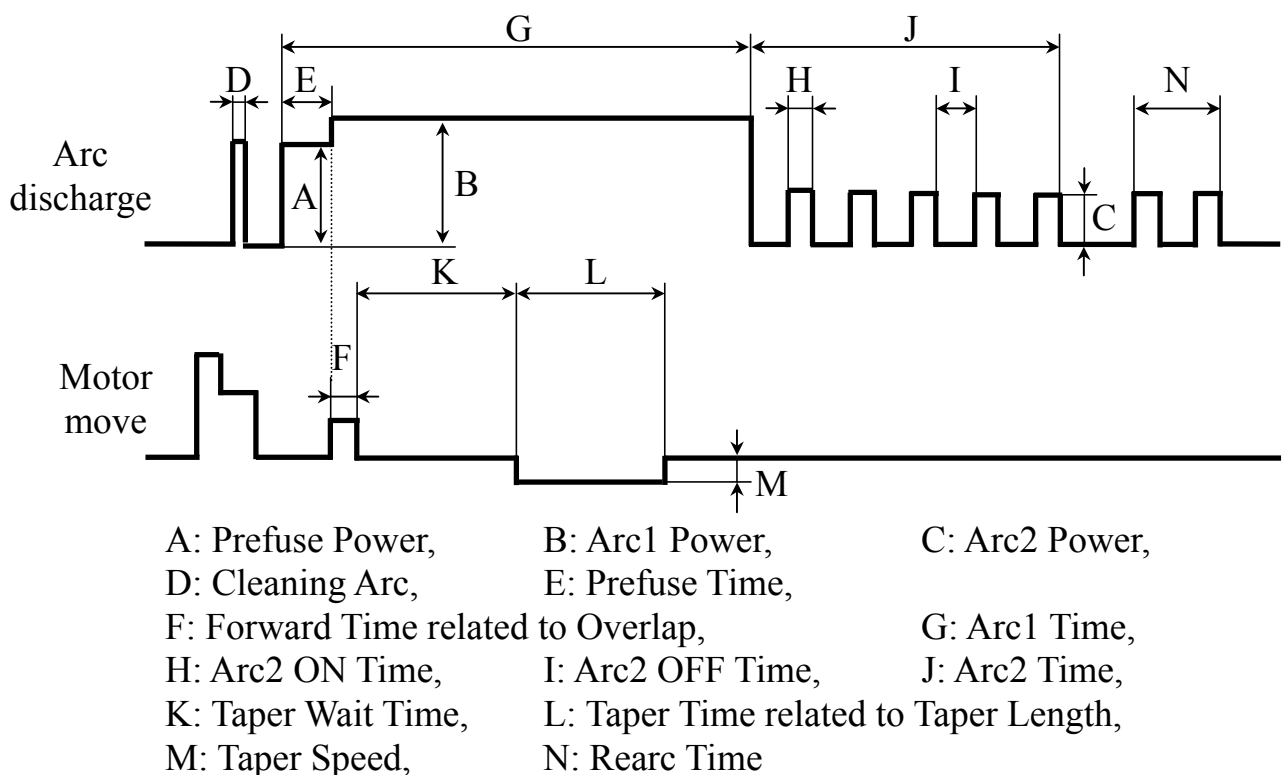 G
J
D
E
H
I
N
Arc
discharge
A
B
C
K
L
F
Motor
move
M
A: Prefuse Power, B: Arc1 Power, C: Arc2 Power,
D: Cleaning Arc, E: Prefuse Time,
F: Forward Time related to Overlap, G: Arc1 Time,
H: Arc2 ON Time, I: Arc2 OFF Time, J: Arc2 Time,
K: Taper Wait Time, L: Taper Time related to Taper Length,
M: Taper Speed, N: Rearc Time